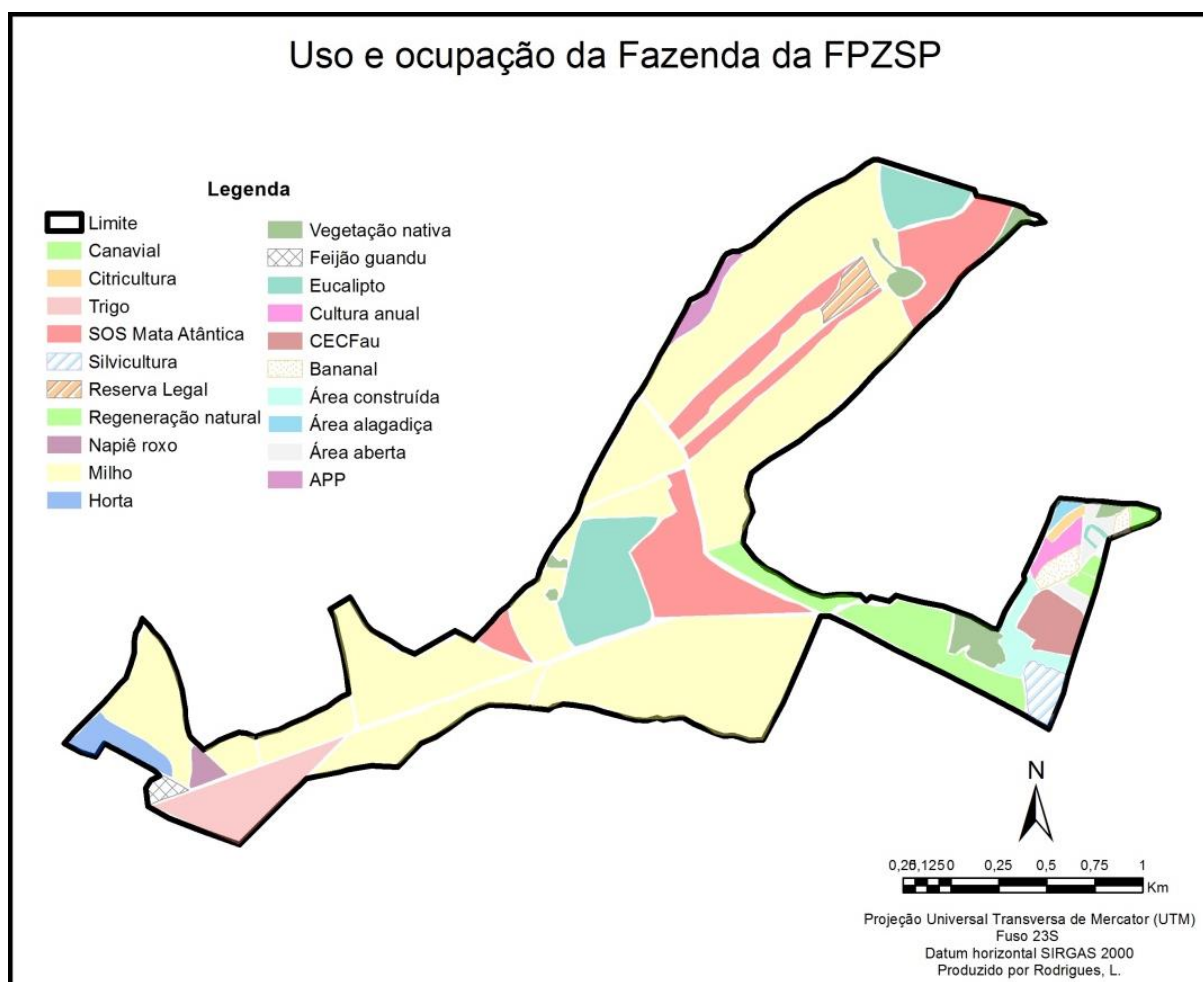 Uso e ocupação da Fazenda da FPZSP
Legenda
Limite
Canavial
Citricultura
Trigo
SOS Mata Atântica
Silvicultura
Reserva Legal
Regeneração natural
Napiê roxo
Milho
Horta
Vegetação nativa
Feijão guandu
Eucalipto
Cultura anual
CECFau
Bananal
Área construída
Área alagadiça
Área aberta
APP
N
0,25 0,125 0 0,25 0,5 0,75 1
Km
Projeção Universal Transversa de Mercator (UTM)
Fuso 23S
Datum horizontal SIRGAS 2000
Produzido por Rodrigues, L.